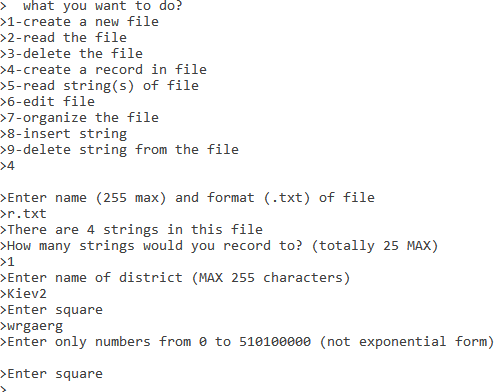 >  what you want to do?
>1-create a new file
>2-read the file
>3-delete the file
>4-create a record in file
>5-read string(s) of file
>6-edit file
>7-organize the file
>8-insert string
>9-delete string from the file
>4

>Enter name (255 max) and format (.txt) of file
>r.txt
>There are 4 strings in this file
>How many strings would you record to? (totally 25 MAX)
>1
>Enter name of district (MAX 255 characters)
>Kiev2
>Enter square
>wrgaerg
>Enter only numbers from 0 to 510100000 (not exponential form)

>Enter square
>